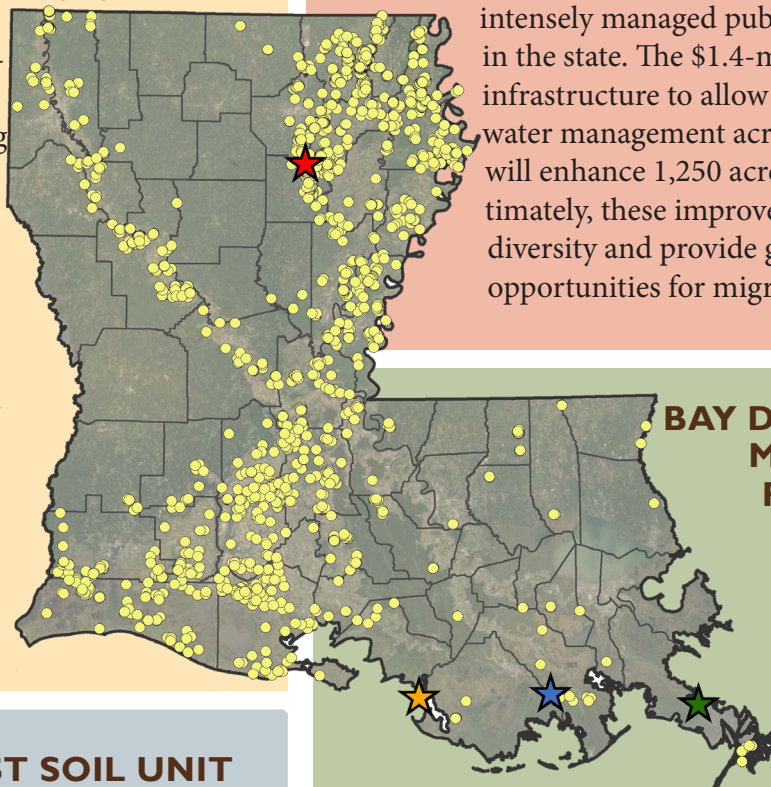 intensely managed pub
in the state. The $1.4-m
infrastructure to allow
water management acr
will enhance 1,250 acre
timately, these improve
diversity and provide g
opportunities for migr
g
BAY D
M
ST SOIL UNIT